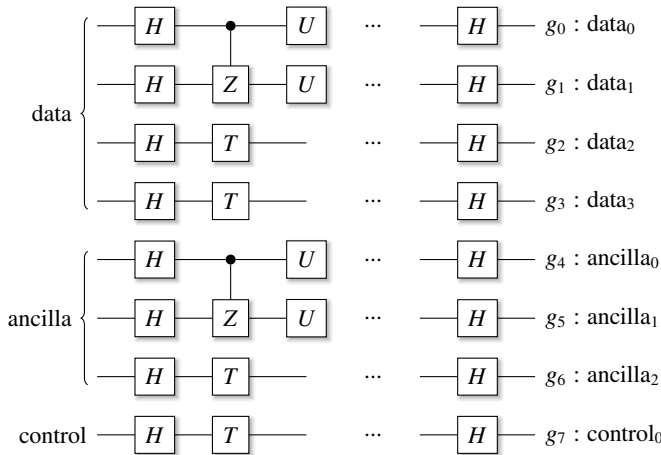 H U ... H g₀ : data₀
H Z U ... H g₁ : data₁
data
H T ... H g₂ : data₂
H T ... H g₃ : data₃
H U ... H g₄ : ancilla₀
ancilla H Z U ... H g₅ : ancilla₁
H T ... H g₆ : ancilla₂
control H T ... H g₇ : control₀